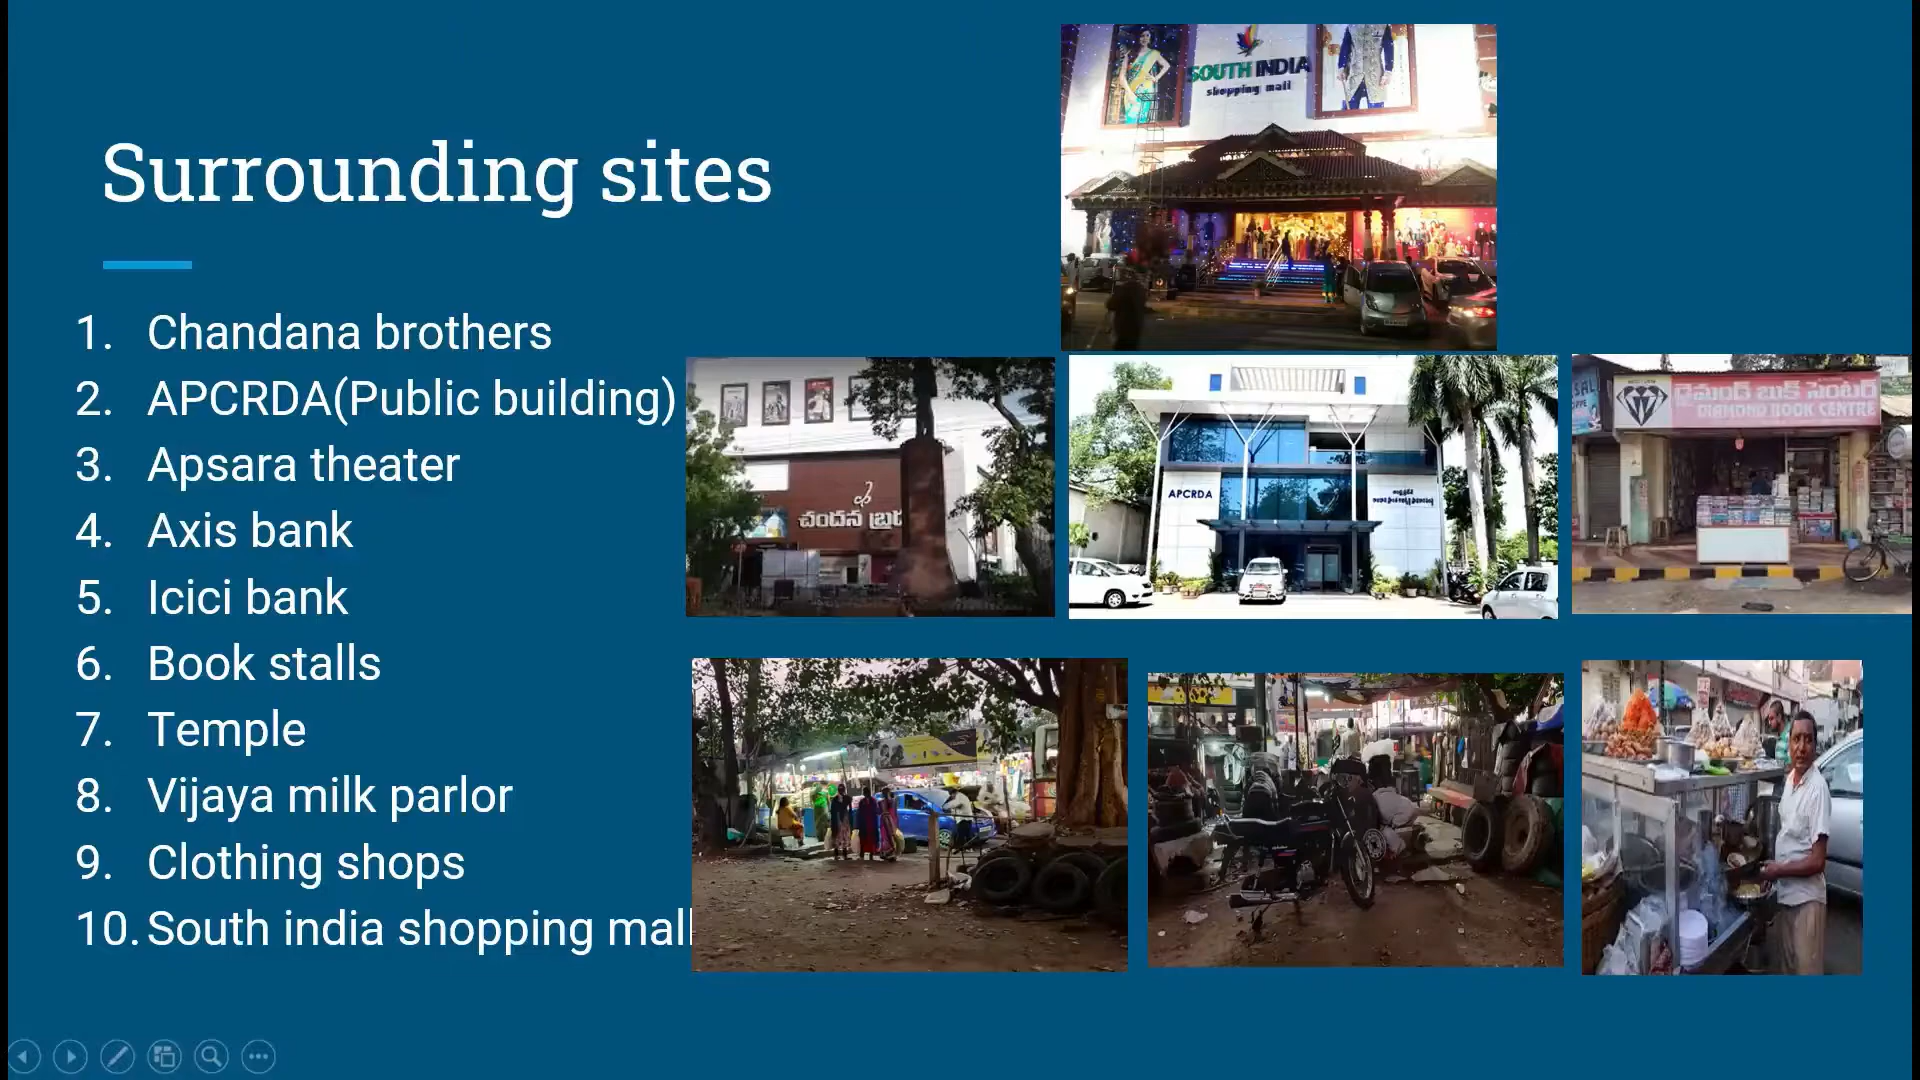 Surrounding sites
1. Chandana brothers
2. APCRDA(Public building)
3. Apsara theater
4. Axis bank
5. Icici bank
6. Book stalls
7. Temple
8. Vijaya milk parlor
9. Clothing shops
10. South india shopping mall
SOUTH INDIA
shopping mall
చందన బ్రద
APCRDA
డైమండ్ బుక్ సెంటర్
DIAMOND BOOK CENTRE